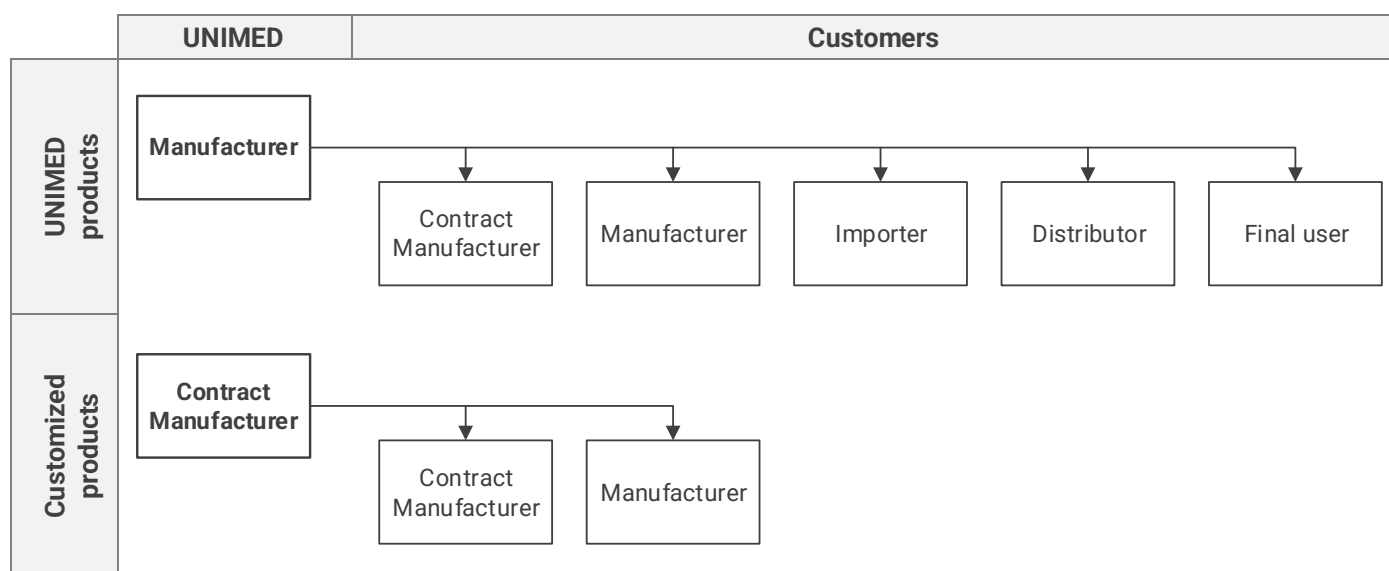 UNIMED
Customers
UNIMED
products
Manufacturer
Contract
Manufacturer
Manufacturer
Importer
Distributor
Final user
Customized
products
Contract
Manufacturer
Contract
Manufacturer
Manufacturer